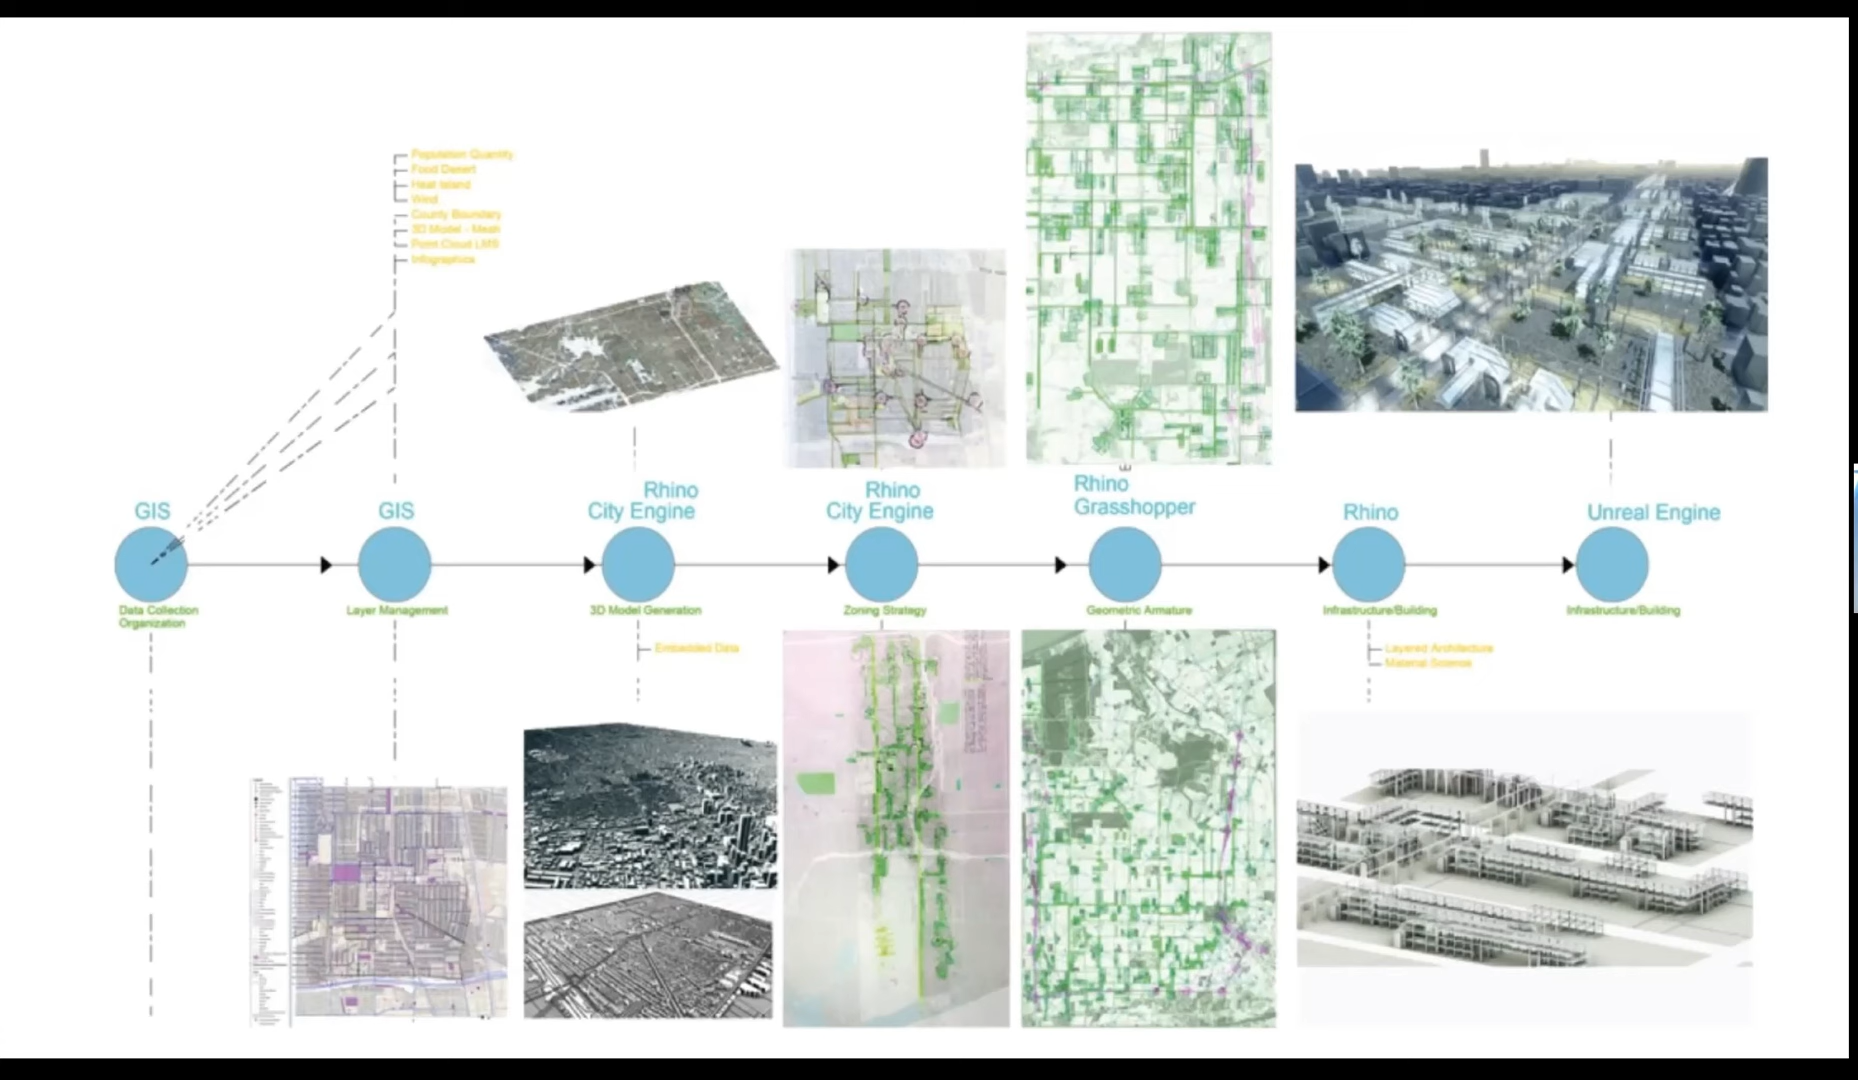 Population Quantity
Food Desert
Heat Island
Wind
County Boundary
3D Model - Mesh
Point Cloud LMS
Infographics
GIS
GIS
Rhino
City Engine
Rhino
City Engine
Rhino
Grasshopper
Rhino
Unreal Engine
Data Collection
Organization
Layer Management
3D Model Generation
Zoning Strategy
Geometric Armature
Infrastructure/Building
Infrastructure/Building
Embedded Data
Layered Architecture
Material Science